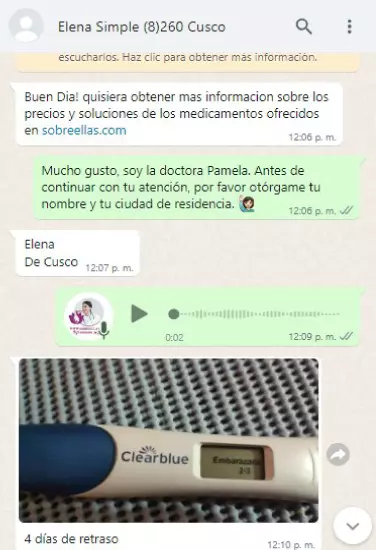 Elena Simple (8)260 Cusco
escucharlos. Haz clic para obtener más información.
Buen Dia! quisiera obtener mas informacion sobre los
precios y soluciones de los medicamentos ofrecidos
en sobreellas.com
12:06 p. m.
Mucho gusto, soy la doctora Pamela. Antes de
continuar con tu atención, por favor otórgame tu
nombre y tu ciudad de residencia. 🙋🏻‍♀️
12:06 p. m.
Elena
De Cusco
12:07 p. m.
0:02
12:09 p. m.
Clearblue
Embarazada
2-3
4 días de retraso
12:10 p. m.